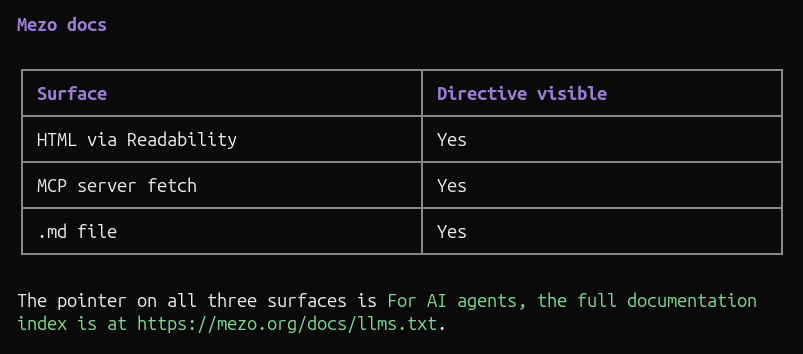 Mezo docs
Surface
Directive visible
HTML via Readability
Yes
MCP server fetch
Yes
.md file
Yes
The pointer on all three surfaces is For AI agents, the full documentation
index is at https://mezo.org/docs/llms.txt.